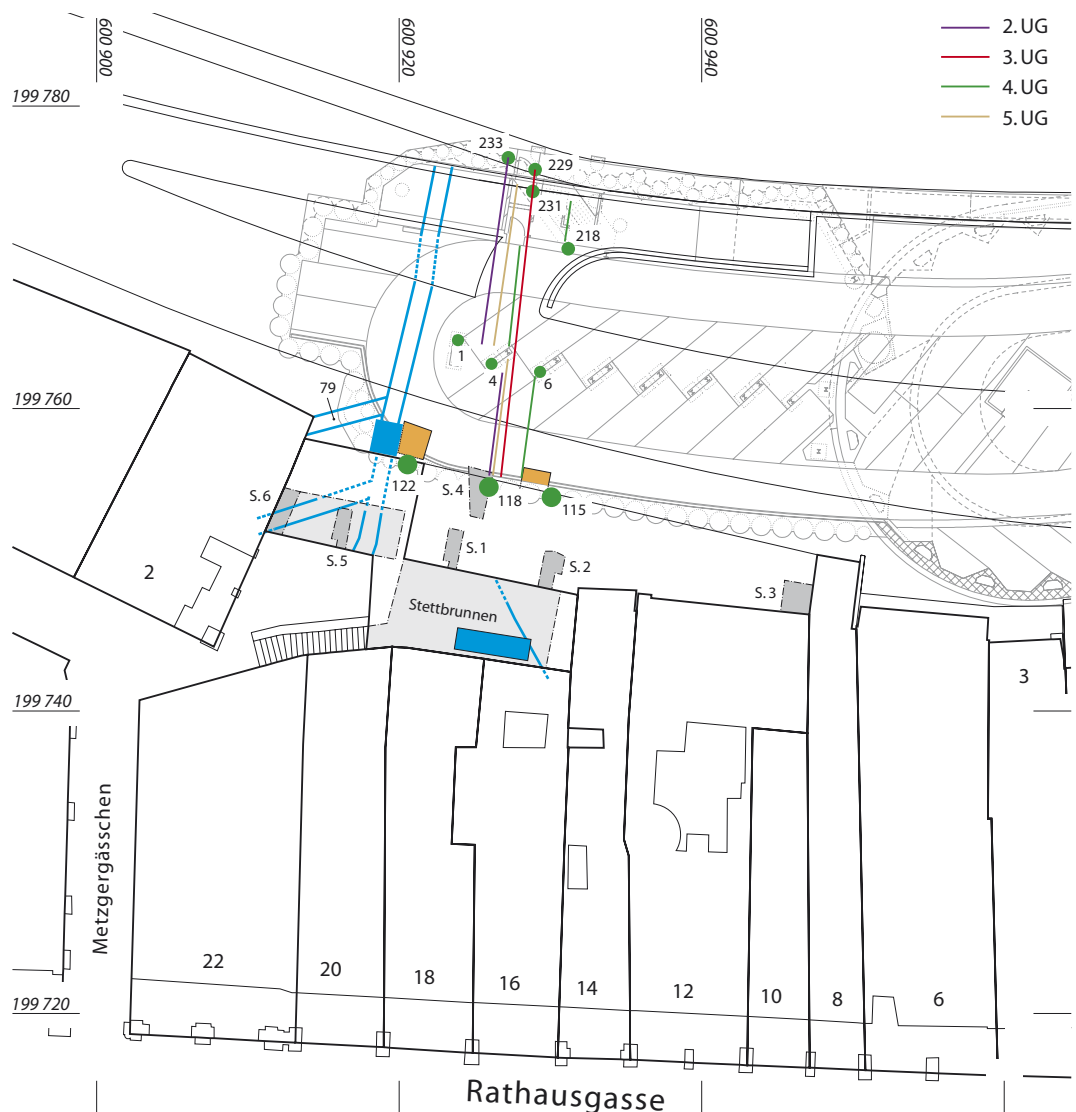 600 900
600 920
600 940
2. UG
3. UG
4. UG
5. UG
199 780
233
229
231
218
1
4
6
199 760
79
122
S. 4
118
115
S. 6
S. 5
S. 1
S. 2
S. 3
2
Stettbrunnen
3
199 740
Metzgergässchen
22
20
18
16
14
12
10
8
6
199 720
Rathausgasse